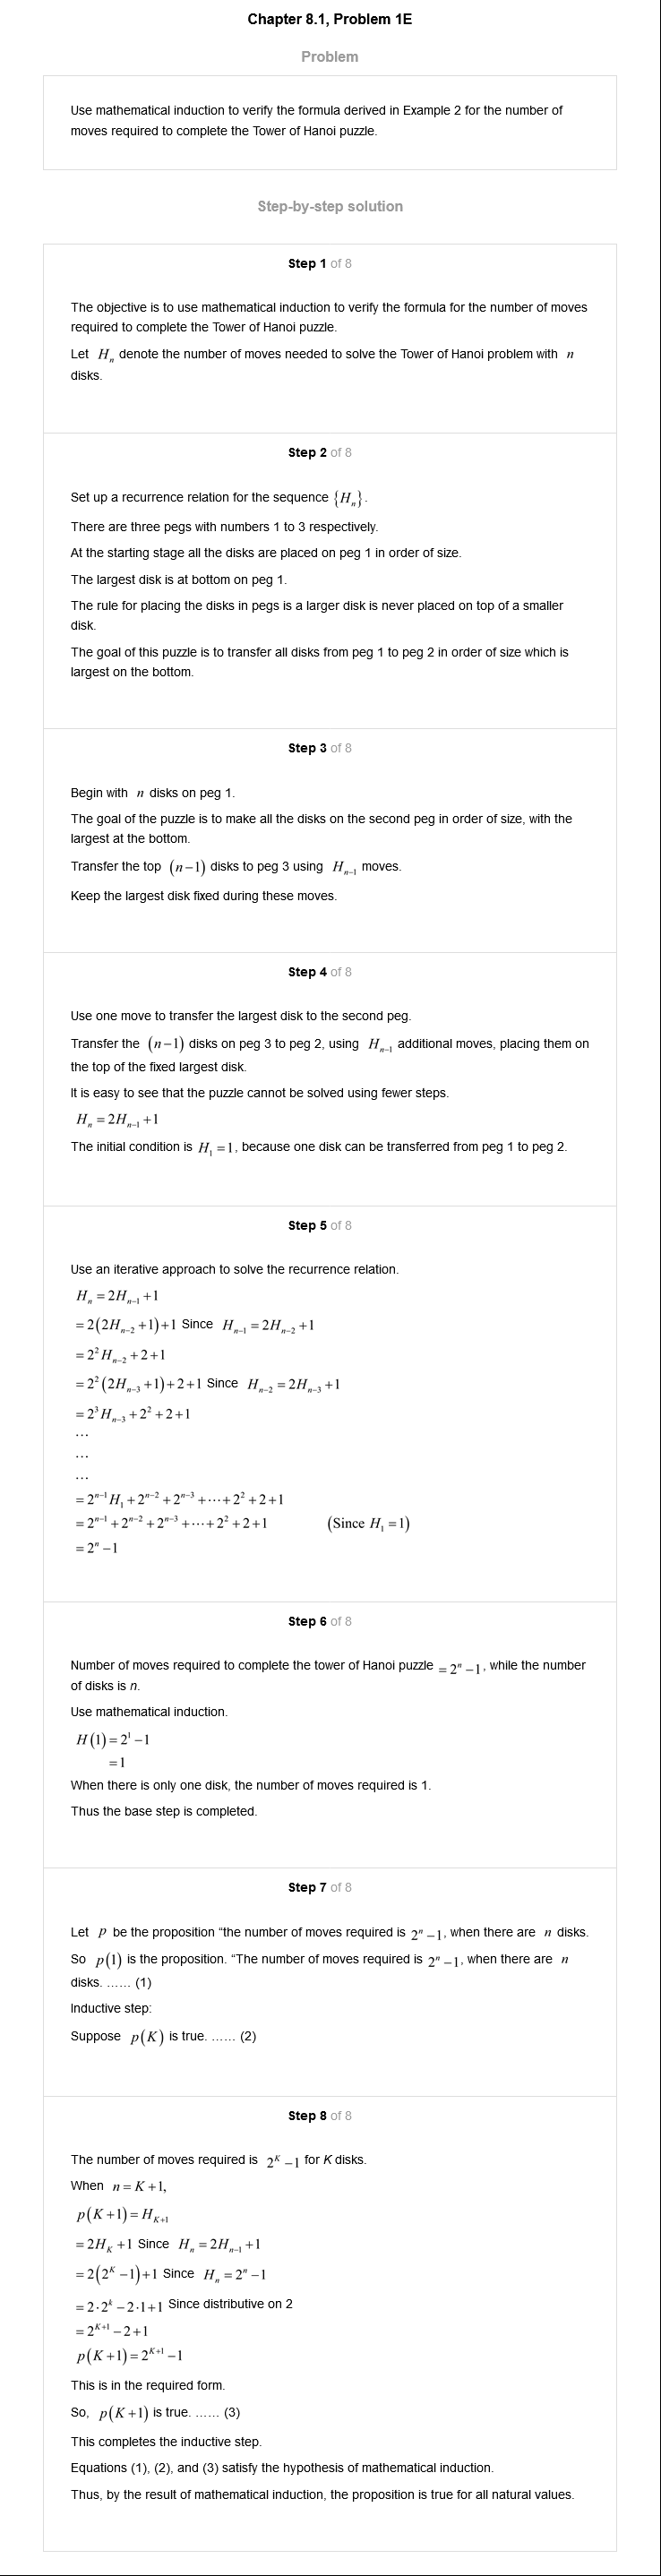 Chapter 8.1, Problem 1E
Problem
Use mathematical induction to verify the formula derived in Example 2 for the number of
moves required to complete the Tower of Hanoi puzzle.
Step-by-step solution
Step 1 of 8
The objective is to use mathematical induction to verify the formula for the number of moves
required to complete the Tower of Hanoi puzzle.
Let H_n denote the number of moves needed to solve the Tower of Hanoi problem with n
disks.
Step 2 of 8
Set up a recurrence relation for the sequence {H_n}.
There are three pegs with numbers 1 to 3 respectively.
At the starting stage all the disks are placed on peg 1 in order of size.
The largest disk is at bottom on peg 1.
The rule for placing the disks in pegs is a larger disk is never placed on top of a smaller
disk.
The goal of this puzzle is to transfer all disks from peg 1 to peg 2 in order of size which is
largest on the bottom.
Step 3 of 8
Begin with n disks on peg 1.
The goal of the puzzle is to make all the disks on the second peg in order of size, with the
largest at the bottom.
Transfer the top (n−1) disks to peg 3 using H_{n−1} moves.
Keep the largest disk fixed during these moves.
Step 4 of 8
Use one move to transfer the largest disk to the second peg.
Transfer the (n−1) disks on peg 3 to peg 2, using H_{n−1} additional moves, placing them on
the top of the fixed largest disk.
It is easy to see that the puzzle cannot be solved using fewer steps.
H_n = 2H_{n−1} + 1
The initial condition is H_1 = 1, because one disk can be transferred from peg 1 to peg 2.
Step 5 of 8
Use an iterative approach to solve the recurrence relation.
H_n = 2H_{n−1} + 1
= 2(2H_{n−2} + 1) + 1 Since H_{n−1} = 2H_{n−2} + 1
= 2^2 H_{n−2} + 2 + 1
= 2^2 (2H_{n−3} + 1) + 2 + 1 Since H_{n−2} = 2H_{n−3} + 1
= 2^3 H_{n−3} + 2^2 + 2 + 1
...
...
...
= 2^{n−1} H_1 + 2^{n−2} + 2^{n−3} + ⋯ + 2^2 + 2 + 1
= 2^{n−1} + 2^{n−2} + 2^{n−3} + ⋯ + 2^2 + 2 + 1 (Since H_1 = 1)
= 2^n − 1
Step 6 of 8
Number of moves required to complete the tower of Hanoi puzzle = 2^n − 1, while the number
of disks is n.
Use mathematical induction.
H(1) = 2^1 − 1
= 1
When there is only one disk, the number of moves required is 1.
Thus the base step is completed.
Step 7 of 8
Let p be the proposition “the number of moves required is 2^n − 1, when there are n disks.
So p(1) is the proposition. “The number of moves required is 2^n − 1, when there are n
disks. ...... (1)
Inductive step:
Suppose p(K) is true. ...... (2)
Step 8 of 8
The number of moves required is 2^K − 1 for K disks.
When n = K + 1,
p(K + 1) = H_{K+1}
= 2H_K + 1 Since H_n = 2H_{n−1} + 1
= 2(2^K − 1) + 1 Since H_n = 2^n − 1
= 2 · 2^k − 2 · 1 + 1 Since distributive on 2
= 2^{K+1} − 2 + 1
p(K + 1) = 2^{K+1} − 1
This is in the required form.
So, p(K + 1) is true. ...... (3)
This completes the inductive step.
Equations (1), (2), and (3) satisfy the hypothesis of mathematical induction.
Thus, by the result of mathematical induction, the proposition is true for all natural values.